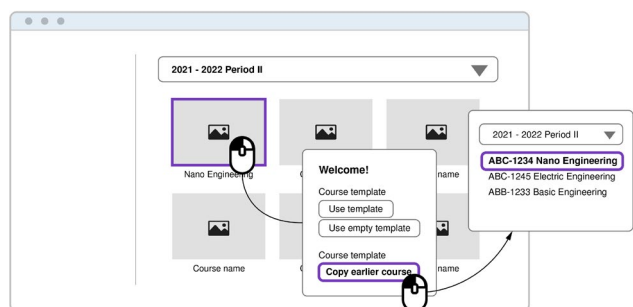 2021 - 2022 Period II
Nano Engineering
name
Course name
name
Welcome!
Course template
Use template
Use empty template
Course template
Copy earlier course
2021 - 2022 Period II
ABC-1234 Nano Engineering
ABC-1245 Electric Engineering
ABB-1233 Basic Engineering